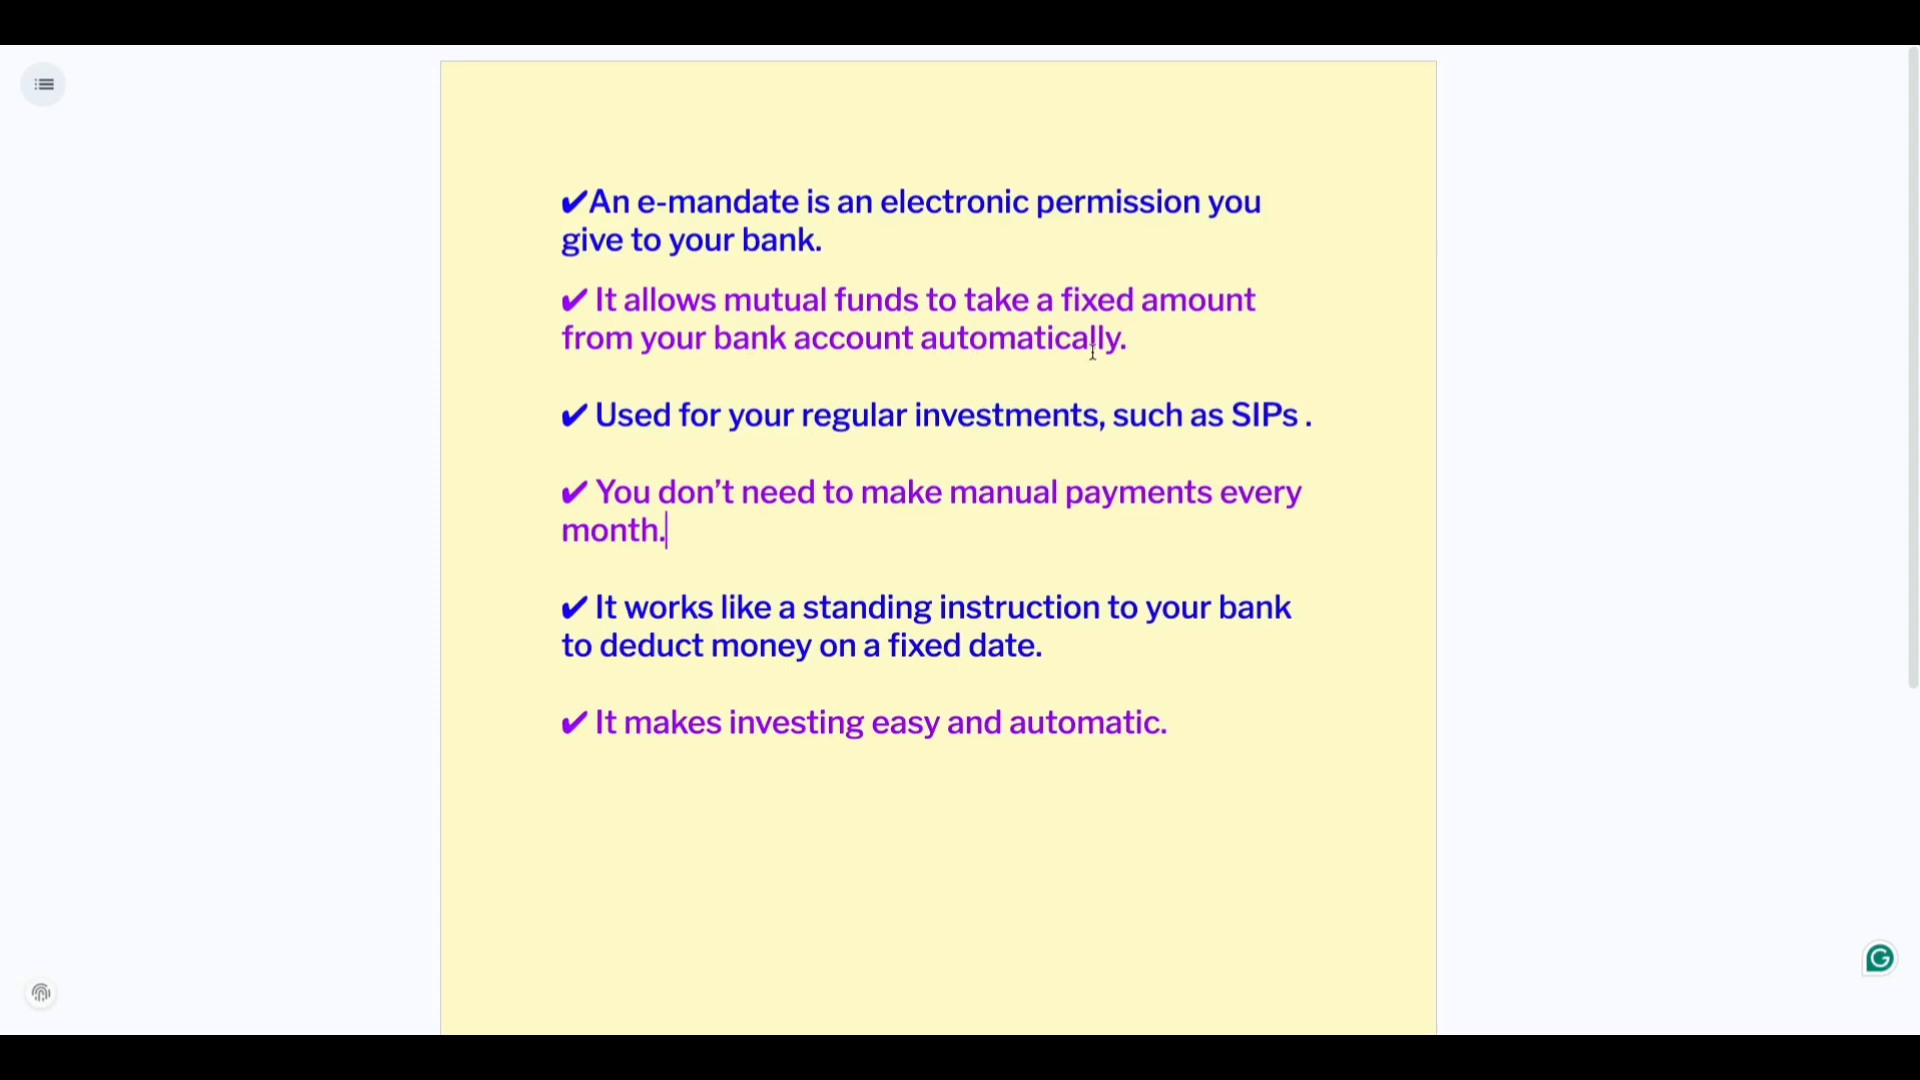 ✔An e-mandate is an electronic permission you
give to your bank.
✔ It allows mutual funds to take a fixed amount
from your bank account automatically.
✔ Used for your regular investments, such as SIPs .
✔ You don’t need to make manual payments every
month.
✔ It works like a standing instruction to your bank
to deduct money on a fixed date.
✔ It makes investing easy and automatic.